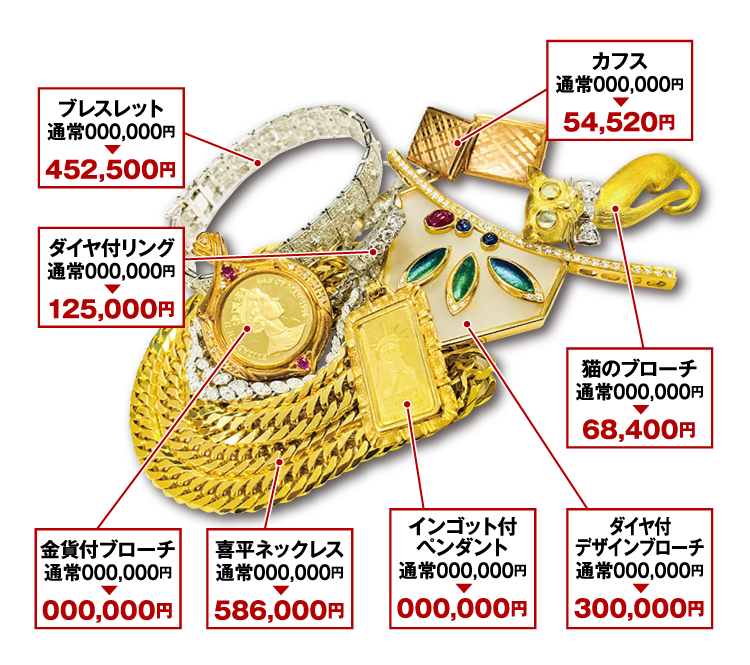 カフス
通常000,000円
▼
54,520円
ブレスレット
通常000,000円
▼
452,500円
ダイヤ付リング
通常000,000円
▼
125,000円
猫のブローチ
通常000,000円
▼
68,400円
金貨付ブローチ
通常000,000円
▼
000,000円
喜平ネックレス
通常000,000円
▼
586,000円
インゴット付
ペンダント
通常000,000円
▼
000,000円
ダイヤ付
デザインブローチ
通常000,000円
▼
300,000円